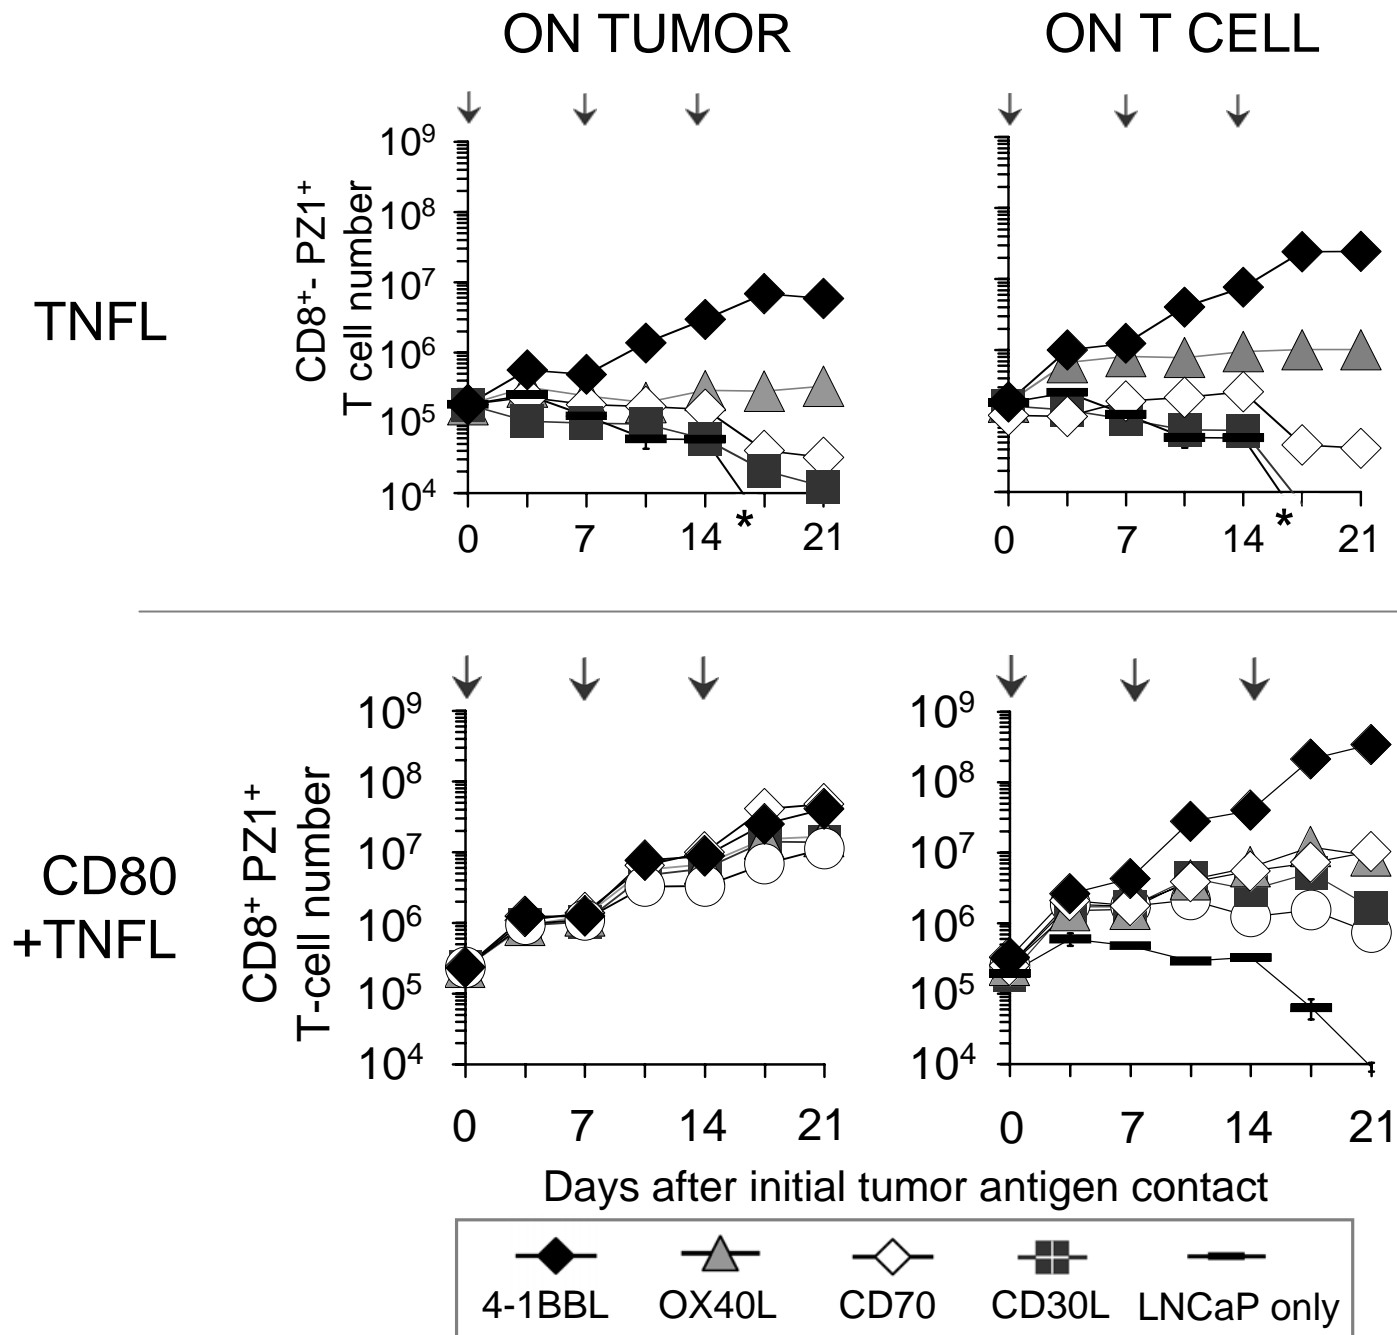 ON TUMOR
ON T CELL
TNFL
CD8⁺- PZ1⁺
T cell number
10⁹
10⁸
10⁷
10⁶
10⁵
10⁴
0 7 14 * 21
0 7 14 * 21
CD80
+TNFL
CD8⁺ PZ1⁺
T-cell number
10⁹
10⁸
10⁷
10⁶
10⁵
10⁴
0 7 14 21
10⁹
10⁸
10⁷
10⁶
10⁵
10⁴
0 7 14 21
Days after initial tumor antigen contact
4-1BBL OX40L CD70 CD30L LNCaP only